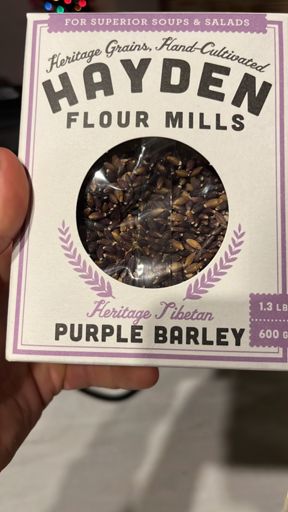 FOR SUPERIOR SOUPS & SALADS
Heritage Grains, Hand-Cultivated
HAYDEN
FLOUR MILLS
Heritage Tibetan
PURPLE BARLEY
1.3 LB
600 G